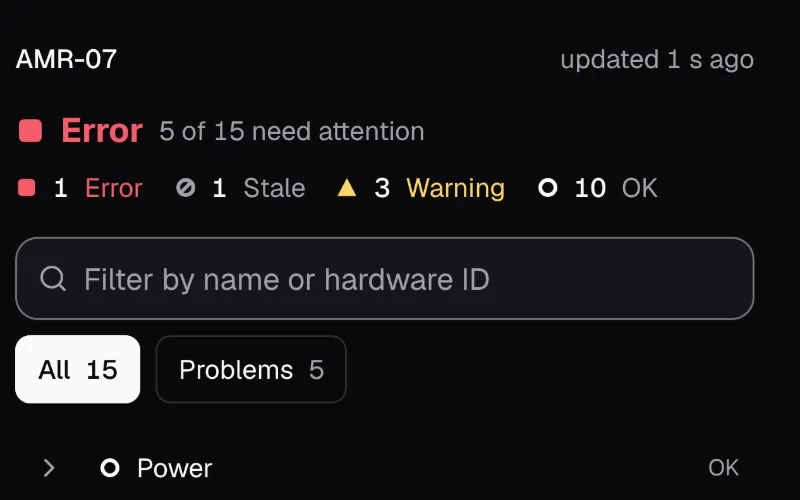 AMR-07 updated 1 s ago
Error 5 of 15 need attention
1 Error 1 Stale 3 Warning 10 OK
Filter by name or hardware ID
All 15 Problems 5
Power OK